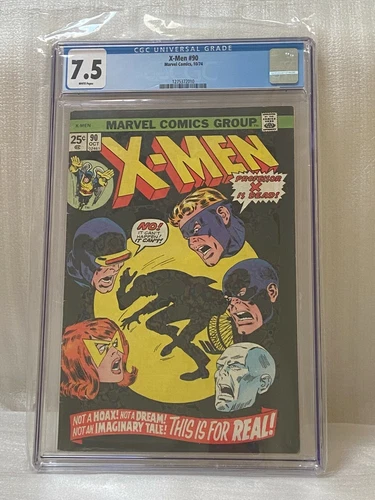 CGC UNIVERSAL GRADE
7.5
WHITE Pages
X-Men #90
Marvel Comics, 10/74
MARVEL COMICS GROUP
25¢
90
OCT
X-MEN
PROFESSOR
X
IS DEAD!
NO!
IT CAN'T
HAPPEN!
IT CAN'T!
NOT A HOAX! NOT A DREAM!
NOT AN IMAGINARY TALE! THIS IS FOR REAL!